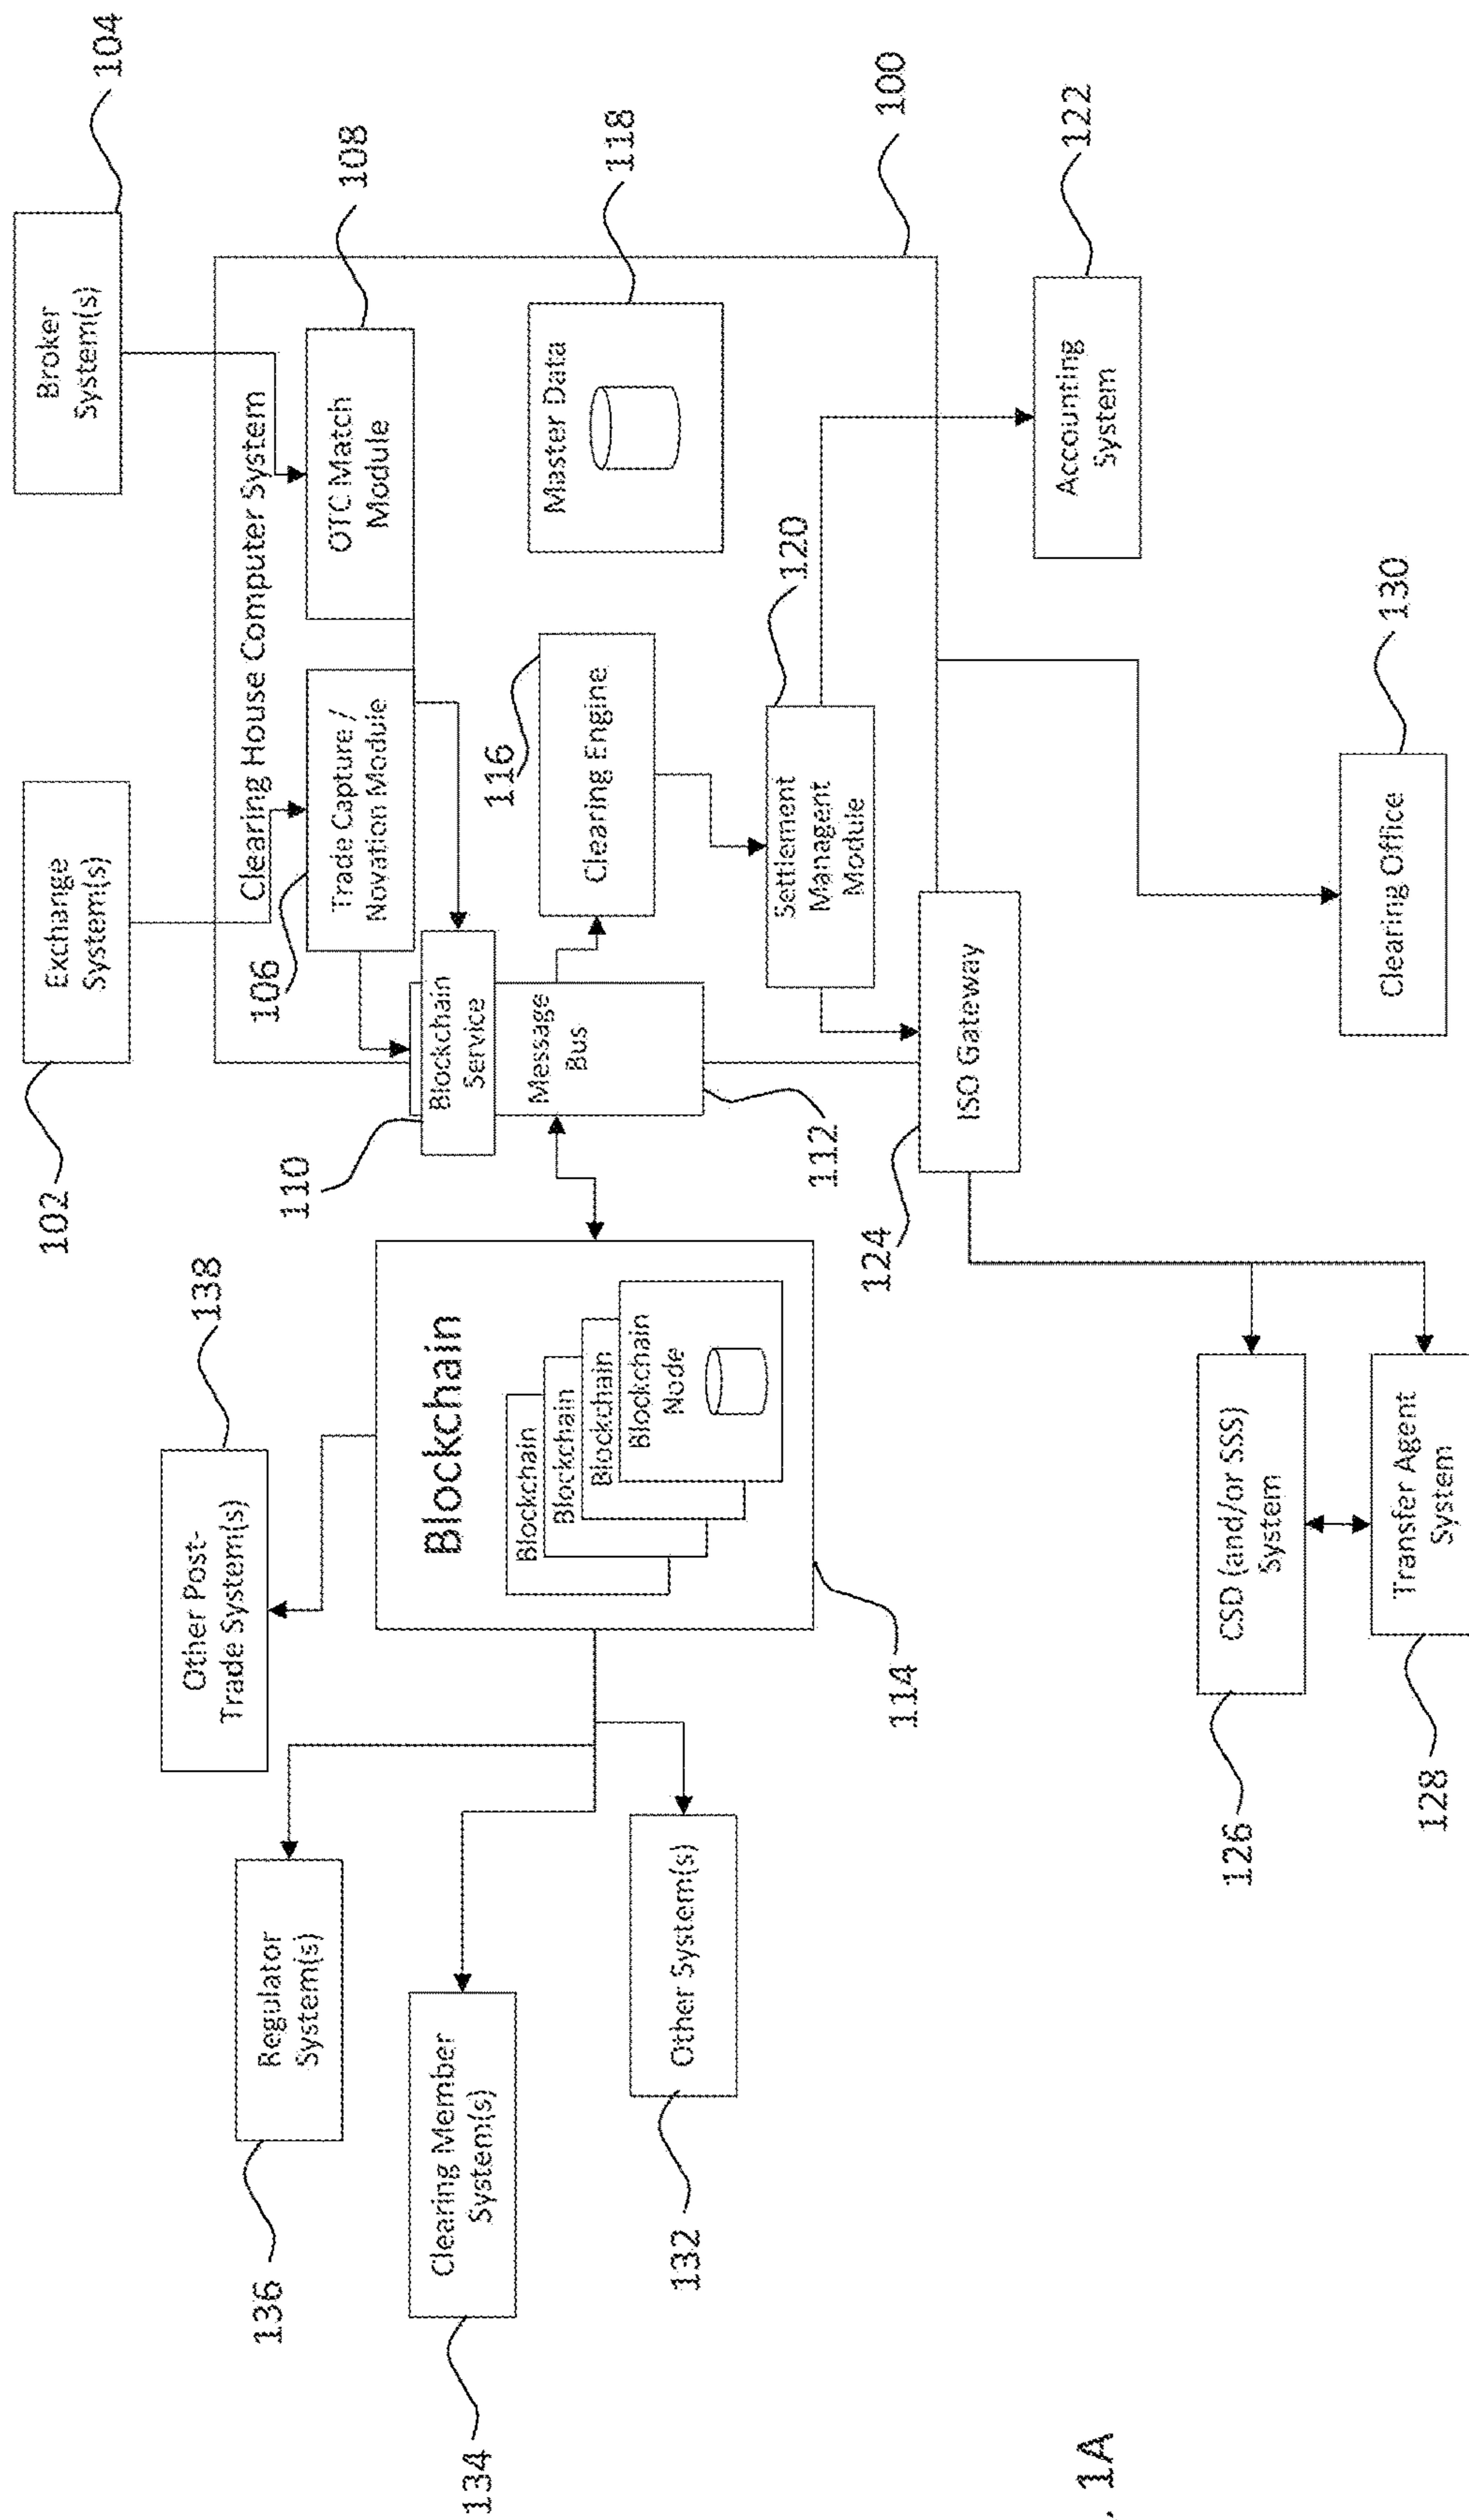 Exchange
System(s)
102
Broker
System(s)
104
Other Post-
Trade System(s)
138
Regulator
System(s)
136
Clearing House Computer System
100
Trade Capture /
Novation Module
106
OTC Match
Module
108
Blockchain
Service
110
Message
Bus
112
Blockchain
Blockchain
Blockchain
Blockchain
Blockchain
Node
114
Clearing Member
System(s)
134
Other System(s)
132
Clearing Engine
116
Master Data
118
Settlement
Managent
Module
120
ISO Gateway
124
Accounting
System
122
CSD (and/or SSS)
System
126
Transfer Agent
System
128
Clearing Office
130
. 1A